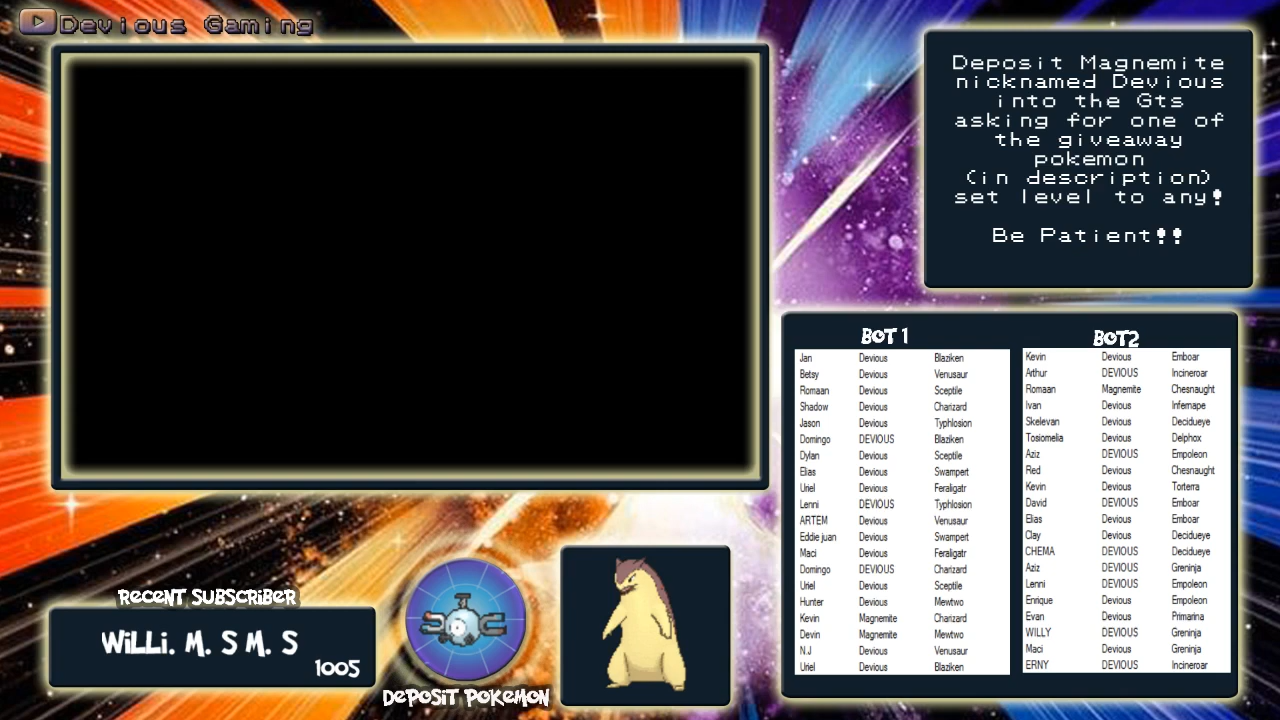 Devious Gaming
Deposit Magnemite
nicknamed Devious
into the Gts
asking for one of
the giveaway
pokemon
(in description)
set level to any!
Be Patient!!
BOT 1
Jan Devious Blaziken
Betsy Devious Venusaur
Romaan Devious Sceptile
Shadow Devious Charizard
Jason Devious Typhlosion
Domingo DEVIOUS Blaziken
Dylan Devious Sceptile
Elias Devious Swampert
Uriel Devious Feraligatr
Lenni DEVIOUS Typhlosion
ARTEM Devious Venusaur
Eddie juan Devious Swampert
Maci Devious Feraligatr
Domingo DEVIOUS Charizard
Uriel Devious Sceptile
Hunter Devious Mewtwo
Kevin Magnemite Charizard
Devin Magnemite Mewtwo
N.J Devious Venusaur
Uriel Devious Blaziken
BOT2
Kevin Devious Emboar
Arthur DEVIOUS Incineroar
Romaan Magnemite Chesnaught
Ivan Devious Infernape
Skelevan Devious Decidueye
Tosiomelia Devious Delphox
Aziz DEVIOUS Empoleon
Red Devious Chesnaught
Kevin Devious Torterra
David DEVIOUS Emboar
Elias Devious Emboar
Clay Devious Decidueye
CHEMA DEVIOUS Decidueye
Aziz DEVIOUS Greninja
Lenni DEVIOUS Empoleon
Enrique Devious Empoleon
Evan Devious Primarina
WILLY DEVIOUS Greninja
Maci Devious Greninja
ERNY DEVIOUS Incineroar
RECENT SUBSCRIBER
WiLLi. M. S M. S
1005
DEPOSIT POKEMON